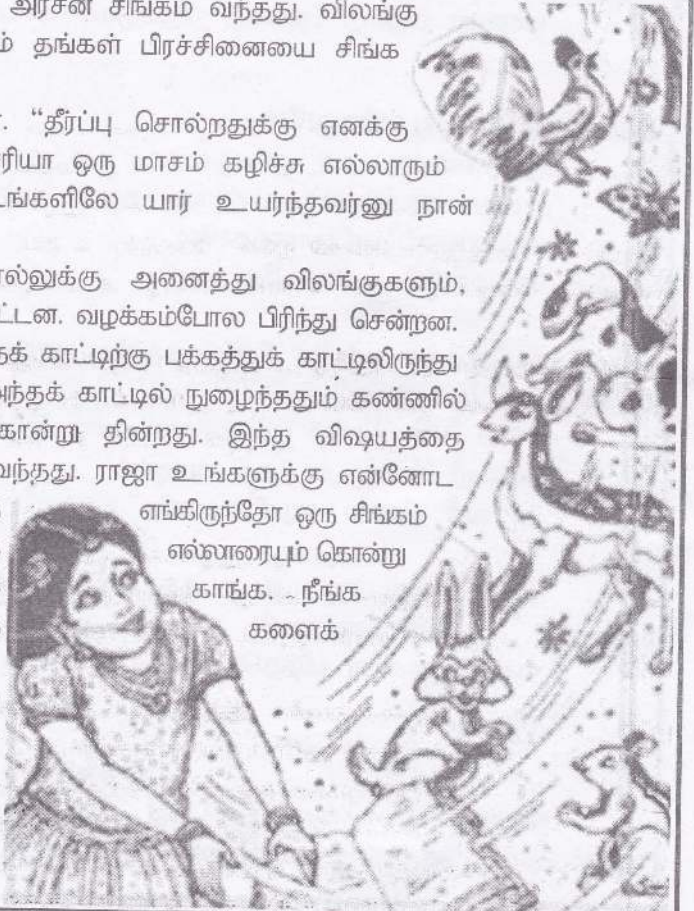 அரசன் சிங்கம் வந்தது. விலங்கு
ம் தங்கள் பிரச்சினையை சிங்க
. “தீர்ப்பு சொல்றதுக்கு எனக்கு
ரியா ஒரு மாசம் கழிச்சு எல்லாரும்
டங்களிலே யார் உயர்ந்தவர்னு நான்
ால்லுக்கு அனைத்து விலங்குகளும்,
ட்டன. வழக்கம்போல பிரிந்து சென்றன.
தக் காட்டிற்கு பக்கத்துக் காட்டிலிருந்து
அந்தக் காட்டில் நுழைந்ததும் கண்ணில்
கொன்று தின்றது. இந்த விஷயத்தை
வந்தது. ராஜா உங்களுக்கு என்னோட
எங்கிருந்தோ ஒரு சிங்கம்
எல்லாரையும் கொன்று
காங்க. நீங்க
களைக்